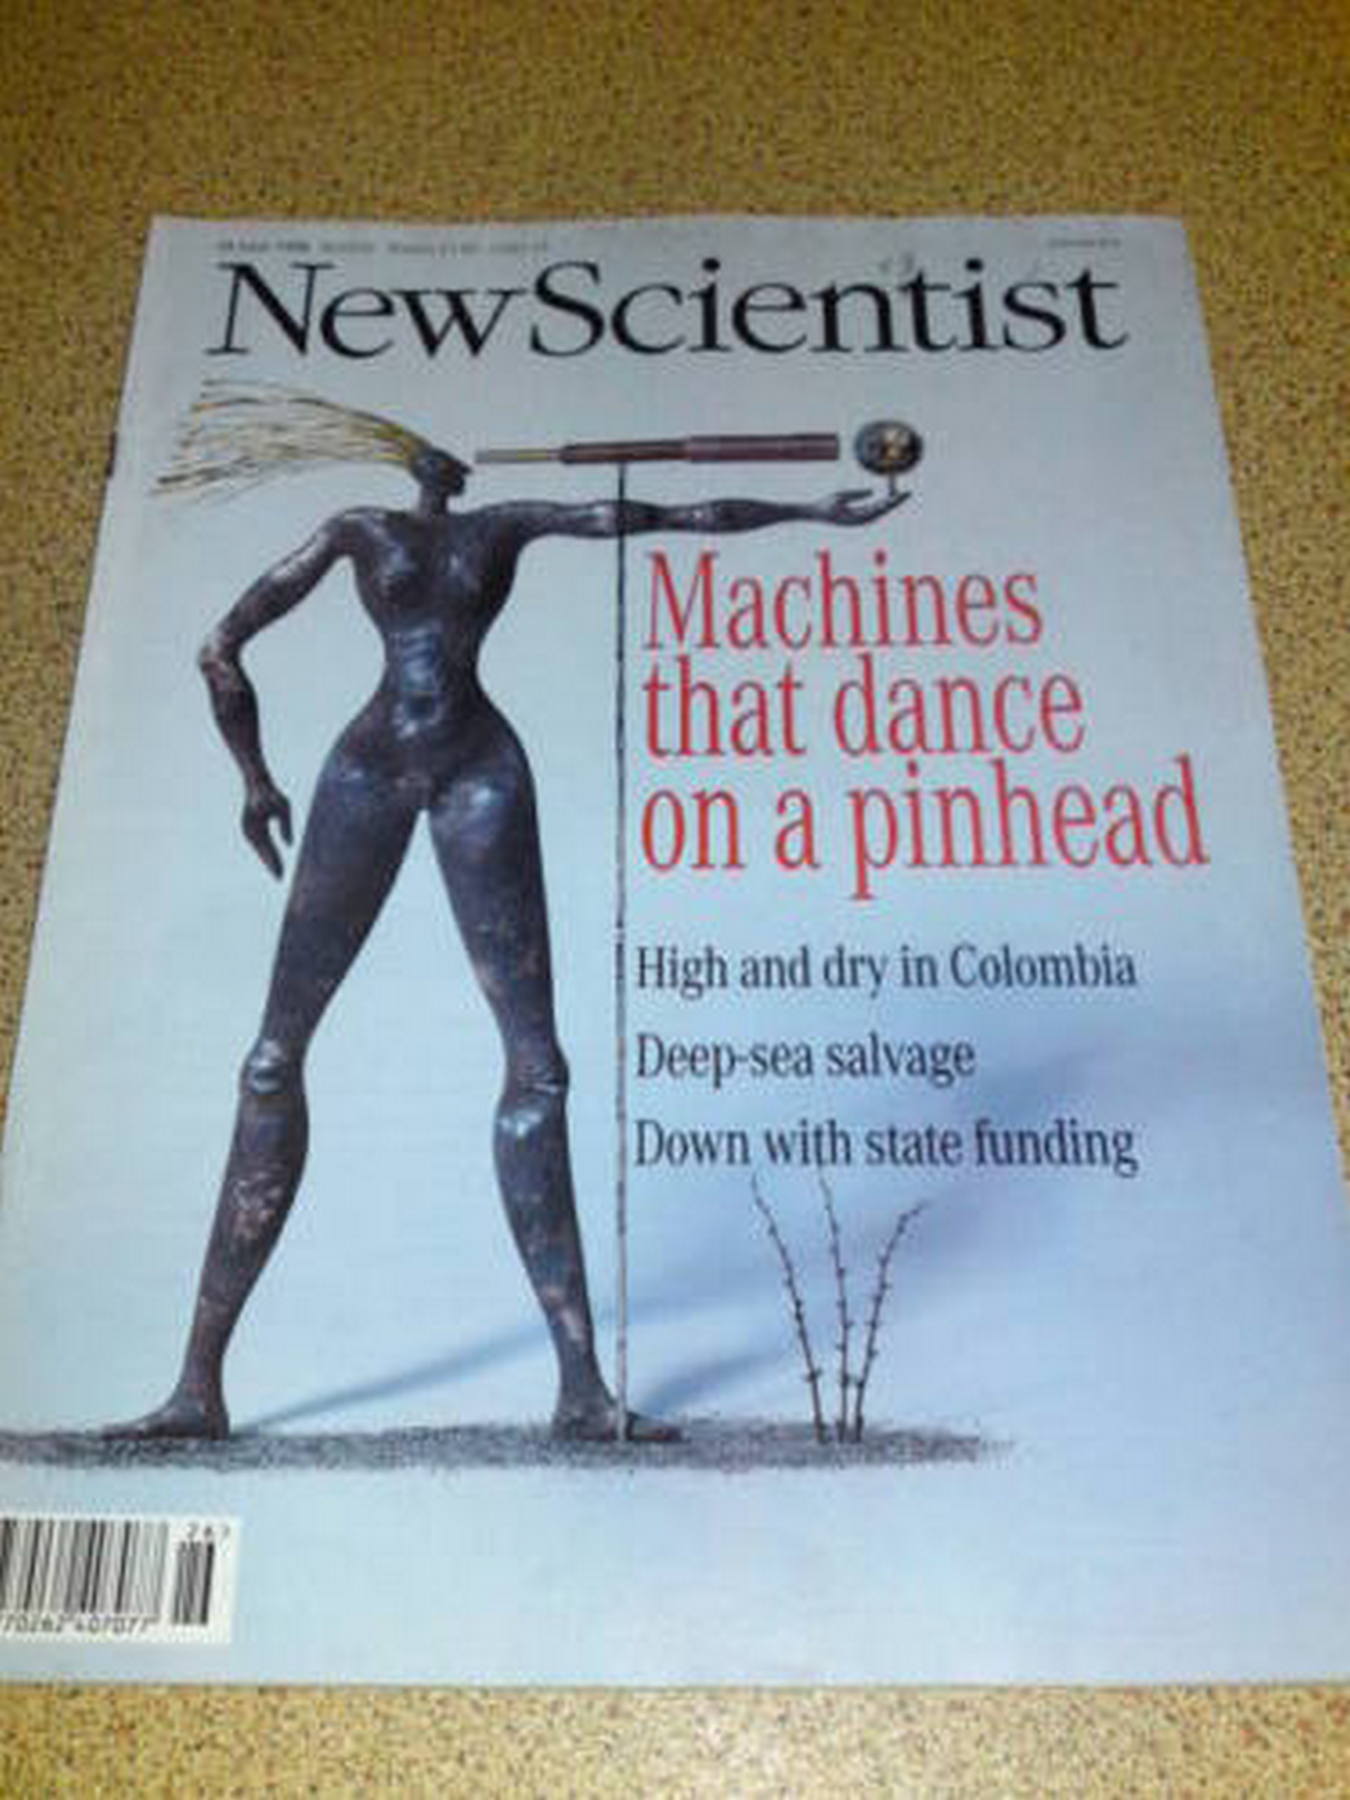 NewScientist
Machines
that dance
on a pinhead
High and dry in Colombia
Deep-sea salvage
Down with state funding